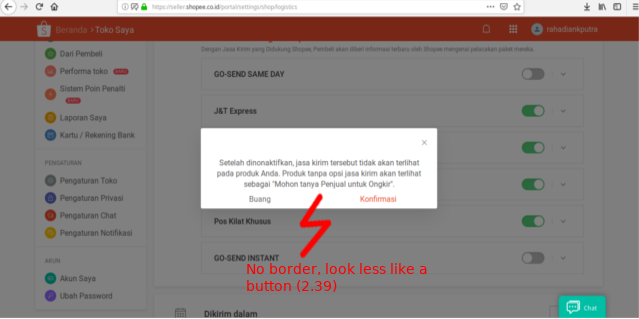 https://seller.shopee.co.id/portal/settings/shop/logistics
Beranda > Toko Saya
rahadiankputra
Dengan Jasa Kirim yang Didukung Shopee, Pembeli akan diberi informasi terbaru oleh Shopee mengenai pelacakan paket mereka.
Dari Pembeli
Performa toko
Sistem Poin Penalti
Laporan Saya
Kartu / Rekening Bank
PENGATURAN
Pengaturan Toko
Pengaturan Privasi
Pengaturan Chat
Pengaturan Notifikasi
AKUN
Akun Saya
Ubah Password
GO-SEND SAME DAY
J&T Express
Setelah dinonaktifkan, jasa kirim tersebut tidak akan terlihat
pada produk Anda. Produk tanpa opsi jasa kirim akan terlihat
sebagai "Mohon tanya Penjual untuk Ongkir".
Buang Konfirmasi
Pos Kilat Khusus
GO-SEND INSTANT
No border, look less like a
button (2.39)
Dikirim dalam
Chat